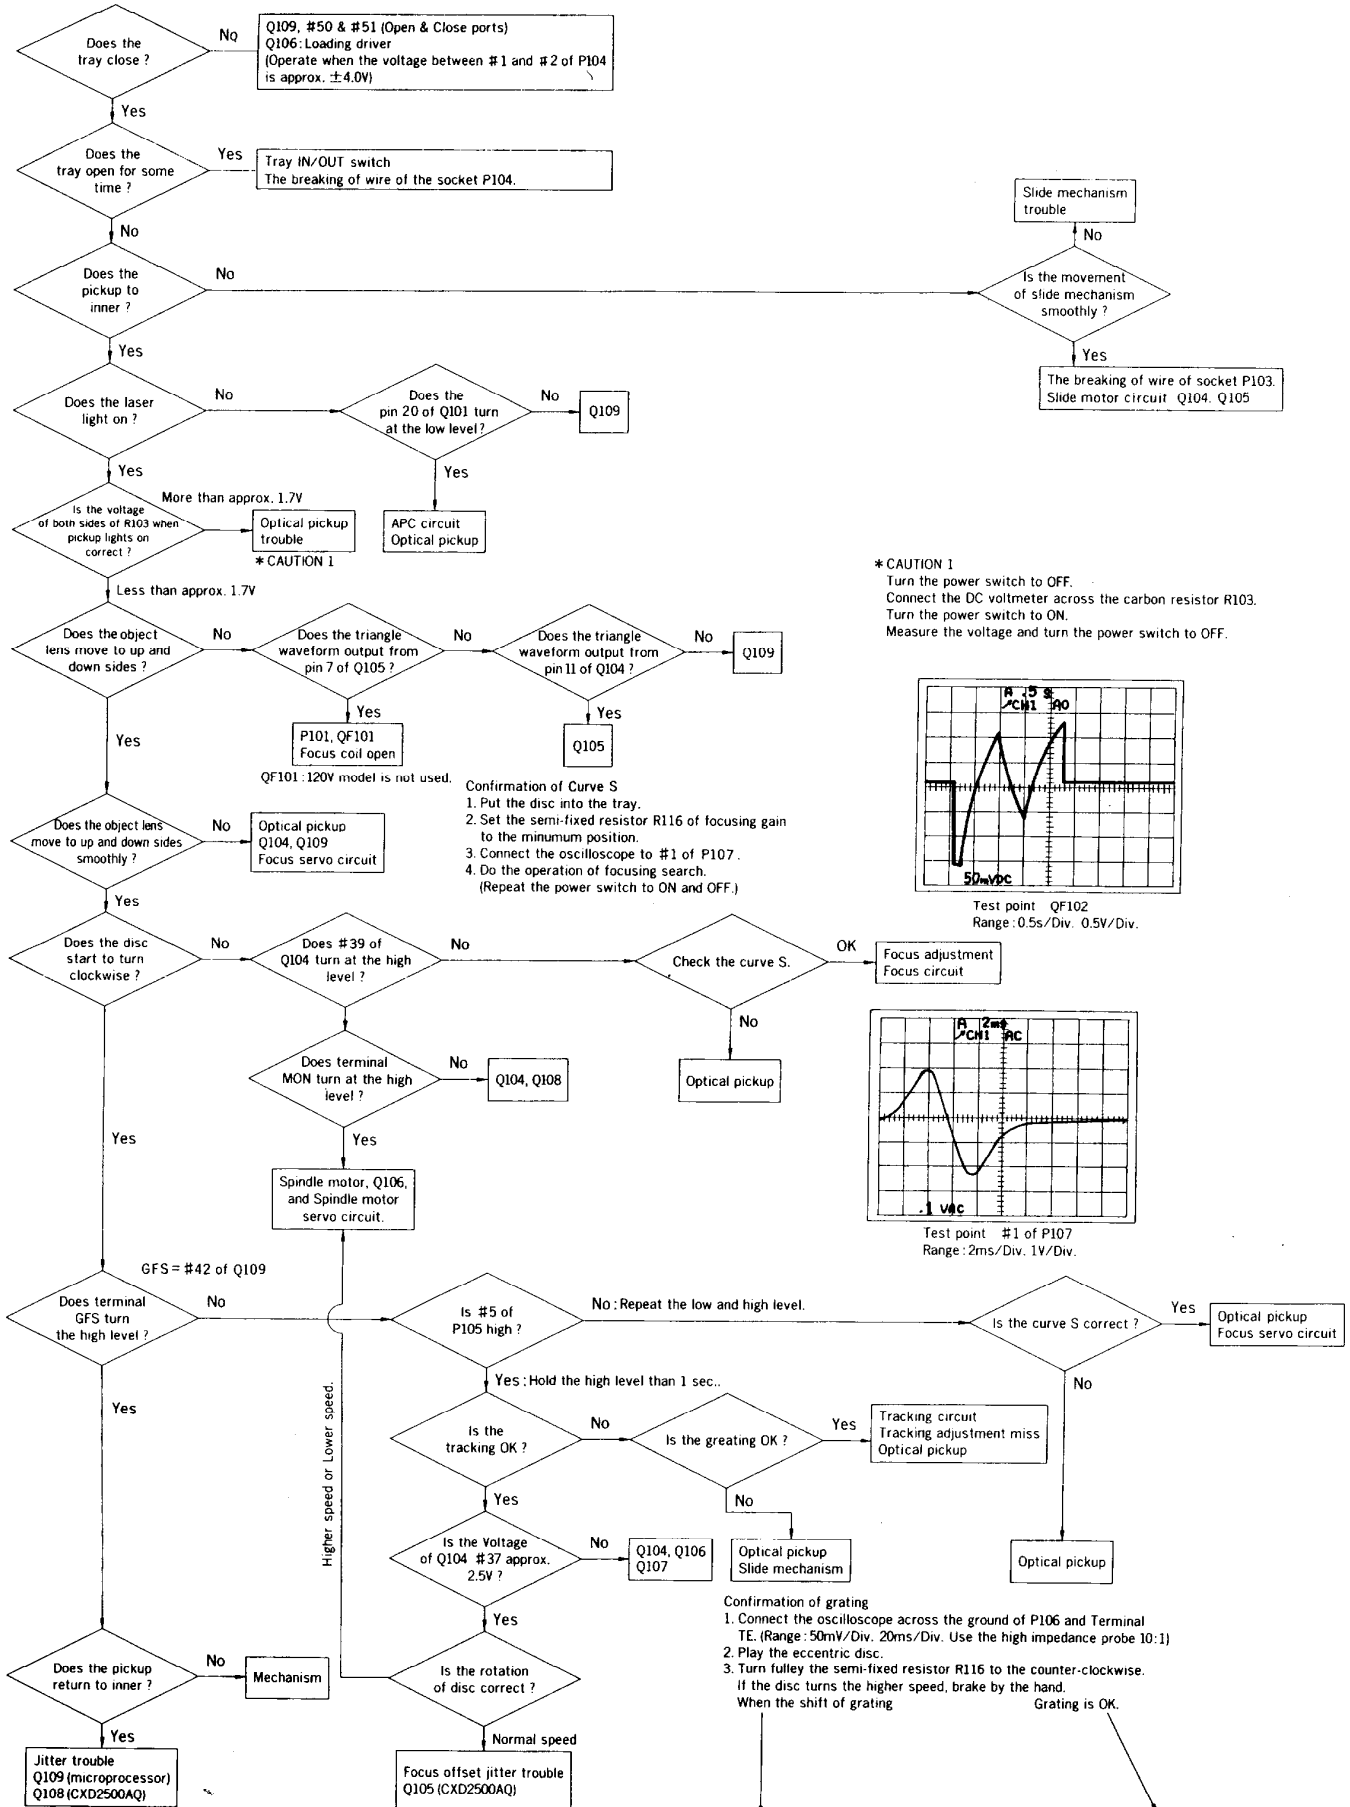 Does the
tray close ?
No
Q109, #50 & #51 (Open & Close ports)
Q106 : Loading driver
(Operate when the voltage between #1 and #2 of P104
is approx. ±4.0V)
Yes
Does the
tray open for some
time ?
Yes
Tray IN/OUT switch
The breaking of wire of the socket P104.
No
Does the
pickup to
inner ?
No
Slide mechanism
trouble
No
Is the movement
of slide mechanism
smoothly ?
Yes
The breaking of wire of socket P103.
Slide motor circuit Q104. Q105
Yes
Does the laser
light on ?
No
Does the
pin 20 of Q101 turn
at the low level ?
No
Q109
Yes
APC circuit
Optical pickup
Yes
Is the voltage
of both sides of R103 when
pickup lights on
correct ?
More than approx. 1.7V
Optical pickup
trouble
* CAUTION 1
Less than approx. 1.7V
* CAUTION 1
Turn the power switch to OFF.
Connect the DC voltmeter across the carbon resistor R103.
Turn the power switch to ON.
Measure the voltage and turn the power switch to OFF.
Does the object
lens move to up and
down sides ?
No
Does the triangle
waveform output from
pin 7 of Q105 ?
No
Does the triangle
waveform output from
pin 11 of Q104 ?
No
Q109
Yes
P101, QF101
Focus coil open
QF101 : 120V model is not used.
Yes
Q105
Yes
Confirmation of Curve S
1. Put the disc into the tray.
2. Set the semi-fixed resistor R116 of focusing gain
to the minumum position.
3. Connect the oscilloscope to #1 of P107 .
4. Do the operation of focusing search.
(Repeat the power switch to ON and OFF.)
A .5 s
CH1 AO
50mVDC
Test point QF102
Range : 0.5s/Div. 0.5V/Div.
Does the object lens
move to up and down sides
smoothly ?
No
Optical pickup
Q104, Q109
Focus servo circuit
Yes
Does the disc
start to turn
clockwise ?
No
Does #39 of
Q104 turn at the high
level ?
No
Check the curve S.
OK
Focus adjustment
Focus circuit
No
Optical pickup
Does terminal
MON turn at the high
level ?
No
Q104, Q108
Yes
Spindle motor, Q106,
and Spindle motor
servo circuit.
A 2ms
CH1 AC
.1 VAC
Test point #1 of P107
Range : 2ms/Div. 1V/Div.
Yes
GFS = #42 of Q109
Does terminal
GFS turn
the high level ?
No
Is #5 of
P105 high ?
No : Repeat the low and high level.
Is the curve S correct ?
Yes
Optical pickup
Focus servo circuit
No
Optical pickup
Yes : Hold the high level than 1 sec..
Is the
tracking OK ?
No
Is the greating OK ?
Yes
Tracking circuit
Tracking adjustment miss
Optical pickup
No
Optical pickup
Slide mechanism
Yes
Is the Voltage
of Q104 #37 approx.
2.5V ?
No
Q104, Q106
Q107
Yes
Is the rotation
of disc correct ?
Higher speed or Lower speed.
Normal speed
Focus offset jitter trouble
Q105 (CXD2500AQ)
Yes
Does the pickup
return to inner ?
No
Mechanism
Yes
Jitter trouble
Q109 (microprocessor)
Q108 (CXD2500AQ)
Confirmation of grating
1. Connect the oscilloscope across the ground of P106 and Terminal
TE. (Range : 50mV/Div. 20ms/Div. Use the high impedance probe 10:1)
2. Play the eccentric disc.
3. Turn fulley the semi-fixed resistor R116 to the counter-clockwise.
If the disc turns the higher speed, brake by the hand.
When the shift of grating
Grating is OK.